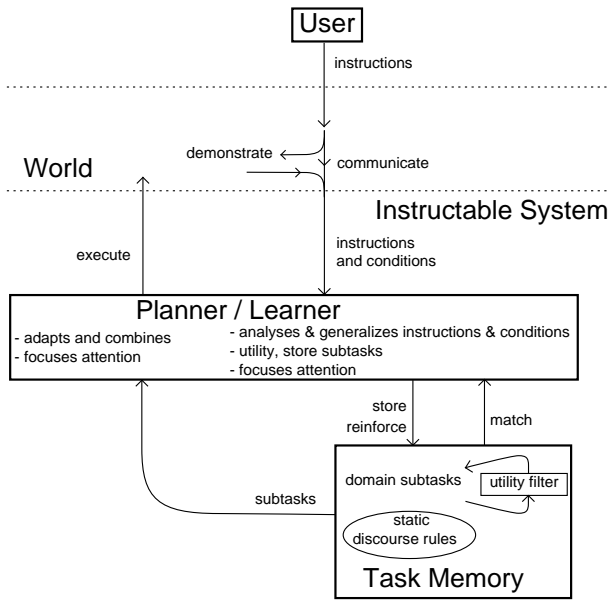 User
instructions
demonstrate
communicate
World
Instructable System
execute
instructions
and conditions
Planner / Learner
- adapts and combines
- focuses attention
- analyses & generalizes instructions & conditions
- utility, store subtasks
- focuses attention
store
reinforce
match
subtasks
domain subtasks
utility filter
static
discourse rules
Task Memory